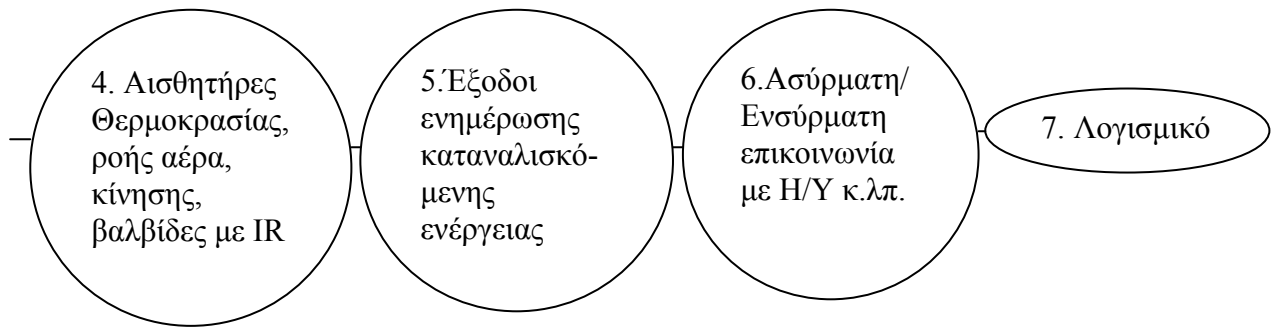 4. Αισθητήρες
Θερμοκρασίας,
ροής αέρα,
κίνησης,
βαλβίδες με IR
5.Έξοδοι
ενημέρωσης
καταναλισκό-
μενης
ενέργειας
6.Ασύρματη/
Ενσύρματη
επικοινωνία
με Η/Υ κ.λπ.
7. Λογισμικό